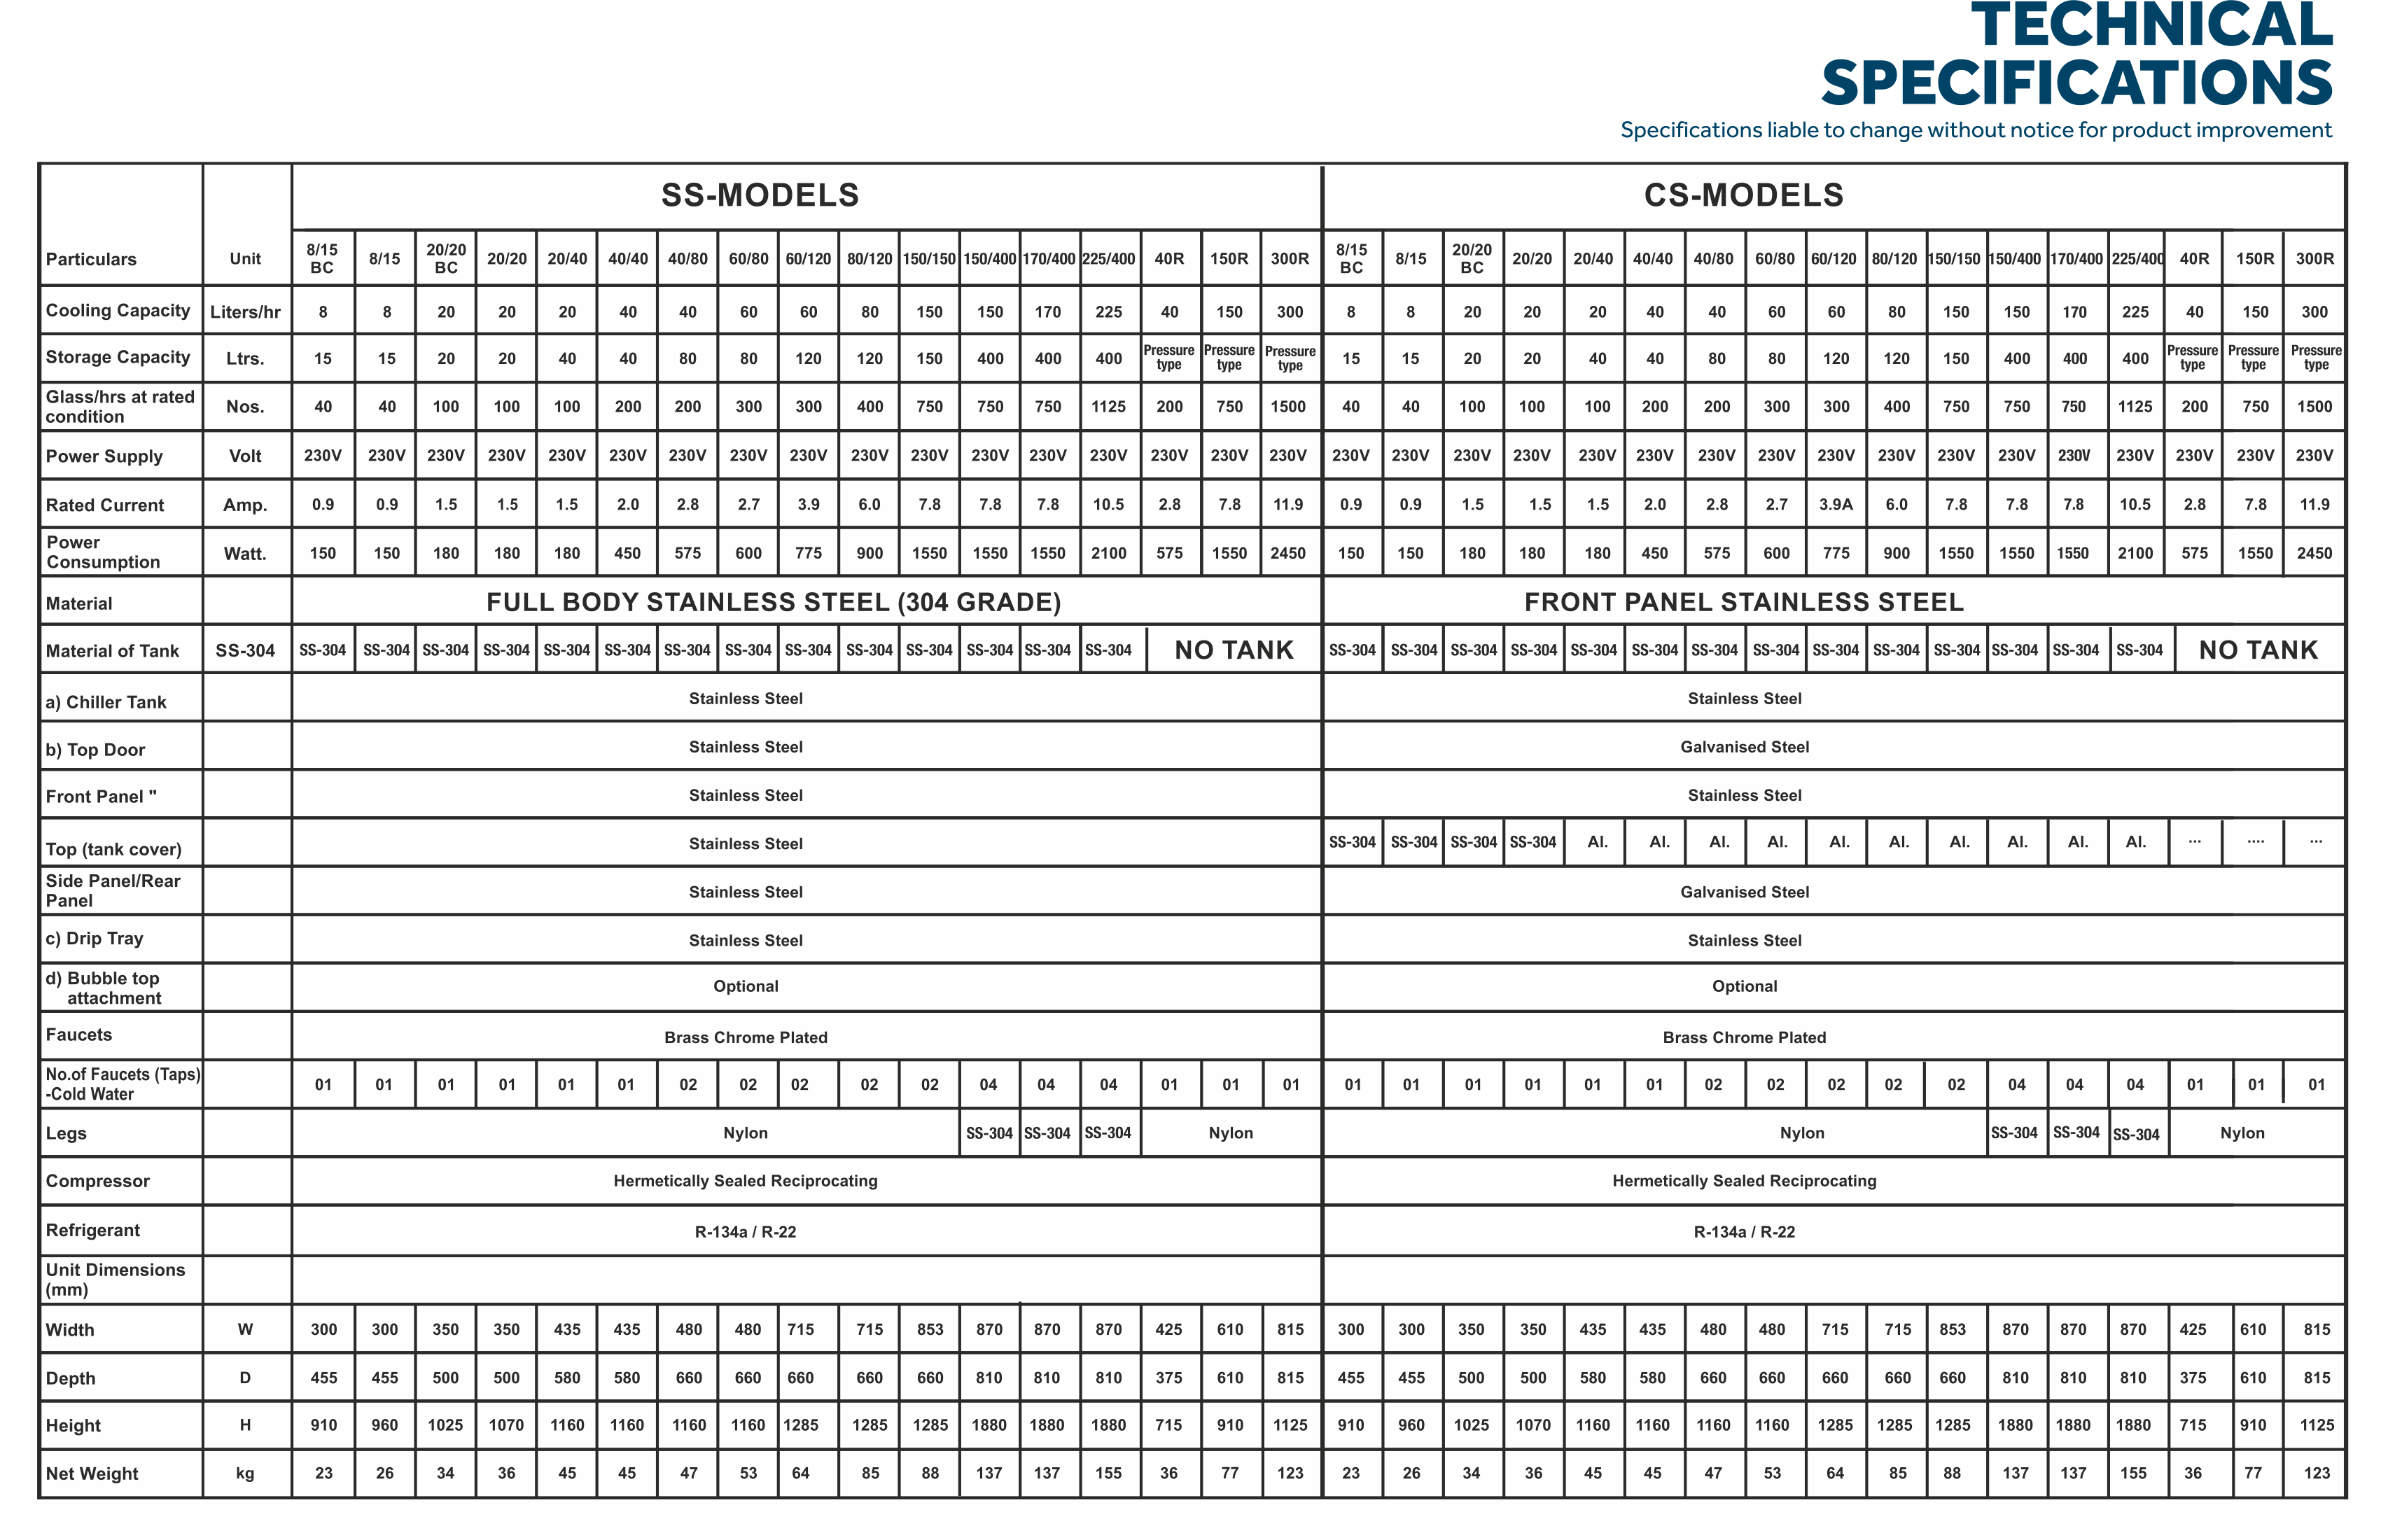 TECHNICAL
SPECIFICATIONS
Specifications liable to change without notice for product improvement
SS-MODELS CS-MODELS
Particulars Unit 8/15 BC 8/15 20/20 BC 20/20 20/40 40/40 40/80 60/80 60/120 80/120 150/150 150/400 170/400 225/400 40R 150R 300R 8/15 BC 8/15 20/20 BC 20/20 20/40 40/40 40/80 60/80 60/120 80/120 150/150 150/400 170/400 225/400 40R 150R 300R
Cooling Capacity Liters/hr 8 8 20 20 20 40 40 60 60 80 150 150 170 225 40 150 300 8 8 20 20 20 40 40 60 60 80 150 150 170 225 40 150 300
Storage Capacity Ltrs. 15 15 20 20 40 40 80 80 120 120 150 400 400 400 Pressure type Pressure type Pressure type 15 15 20 20 40 40 80 80 120 120 150 400 400 400 Pressure type Pressure type Pressure type
Glass/hrs at rated condition Nos. 40 40 100 100 100 200 200 300 300 400 750 750 750 1125 200 750 1500 40 40 100 100 100 200 200 300 300 400 750 750 750 1125 200 750 1500
Power Supply Volt 230V 230V 230V 230V 230V 230V 230V 230V 230V 230V 230V 230V 230V 230V 230V 230V 230V 230V 230V 230V 230V 230V 230V 230V 230V 230V 230V 230V 230V 230V 230V 230V 230V 230V
Rated Current Amp. 0.9 0.9 1.5 1.5 1.5 2.0 2.8 2.7 3.9 6.0 7.8 7.8 7.8 10.5 2.8 7.8 11.9 0.9 0.9 1.5 1.5 1.5 2.0 2.8 2.7 3.9A 6.0 7.8 7.8 7.8 10.5 2.8 7.8 11.9
Power Consumption Watt. 150 150 180 180 180 450 575 600 775 900 1550 1550 1550 2100 575 1550 2450 150 150 180 180 180 450 575 600 775 900 1550 1550 1550 2100 575 1550 2450
Material FULL BODY STAINLESS STEEL (304 GRADE) FRONT PANEL STAINLESS STEEL
Material of Tank SS-304 SS-304 SS-304 SS-304 SS-304 SS-304 SS-304 SS-304 SS-304 SS-304 SS-304 SS-304 SS-304 SS-304 SS-304 NO TANK SS-304 SS-304 SS-304 SS-304 SS-304 SS-304 SS-304 SS-304 SS-304 SS-304 SS-304 SS-304 SS-304 SS-304 NO TANK
a) Chiller Tank Stainless Steel Stainless Steel
b) Top Door Stainless Steel Galvanised Steel
Front Panel " Stainless Steel Stainless Steel
Top (tank cover) Stainless Steel SS-304 SS-304 SS-304 SS-304 Al. Al. Al. Al. Al. Al. Al. Al. Al. Al. ... .... ...
Side Panel/Rear Panel Stainless Steel Galvanised Steel
c) Drip Tray Stainless Steel Stainless Steel
d) Bubble top attachment Optional Optional
Faucets Brass Chrome Plated Brass Chrome Plated
No.of Faucets (Taps) -Cold Water 01 01 01 01 01 01 02 02 02 02 02 04 04 04 01 01 01 01 01 01 01 01 01 02 02 02 02 02 04 04 04 01 01 01
Legs Nylon SS-304 SS-304 SS-304 Nylon Nylon SS-304 SS-304 SS-304 Nylon
Compressor Hermetically Sealed Reciprocating Hermetically Sealed Reciprocating
Refrigerant R-134a / R-22 R-134a / R-22
Unit Dimensions (mm)
Width W 300 300 350 350 435 435 480 480 715 715 853 870 870 870 425 610 815 300 300 350 350 435 435 480 480 715 715 853 870 870 870 425 610 815
Depth D 455 455 500 500 580 580 660 660 660 660 660 810 810 810 375 610 815 455 455 500 500 580 580 660 660 660 660 660 810 810 810 375 610 815
Height H 910 960 1025 1070 1160 1160 1160 1160 1285 1285 1285 1880 1880 1880 715 910 1125 910 960 1025 1070 1160 1160 1160 1160 1285 1285 1285 1880 1880 1880 715 910 1125
Net Weight kg 23 26 34 36 45 45 47 53 64 85 88 137 137 155 36 77 123 23 26 34 36 45 45 47 53 64 85 88 137 137 155 36 77 123